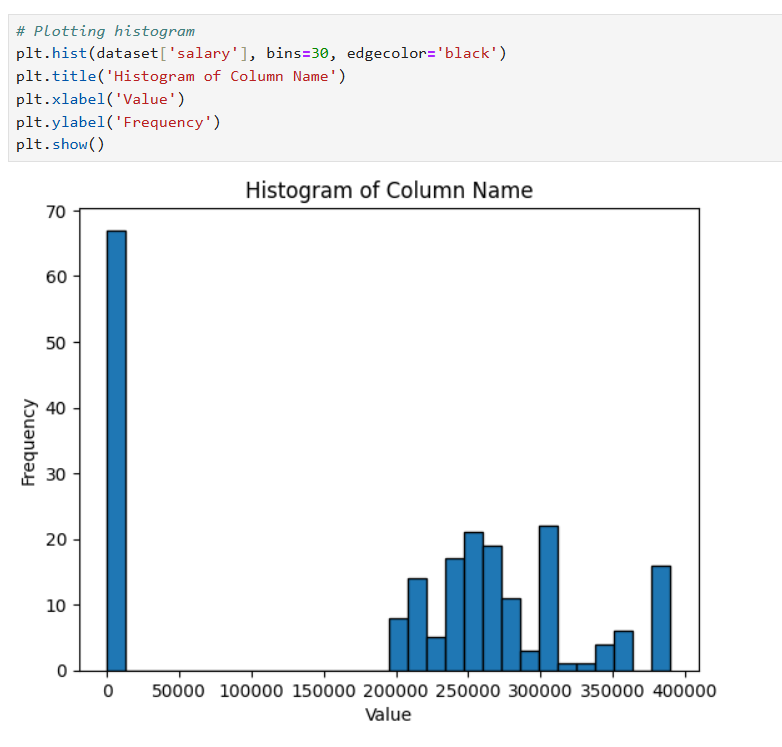 # Plotting histogram
plt.hist(dataset['salary'], bins=30, edgecolor='black')
plt.title('Histogram of Column Name')
plt.xlabel('Value')
plt.ylabel('Frequency')
plt.show()
Histogram of Column Name
70
60
50
40
30
20
10
0
Frequency
0 50000 100000 150000 200000 250000 300000 350000 400000
Value